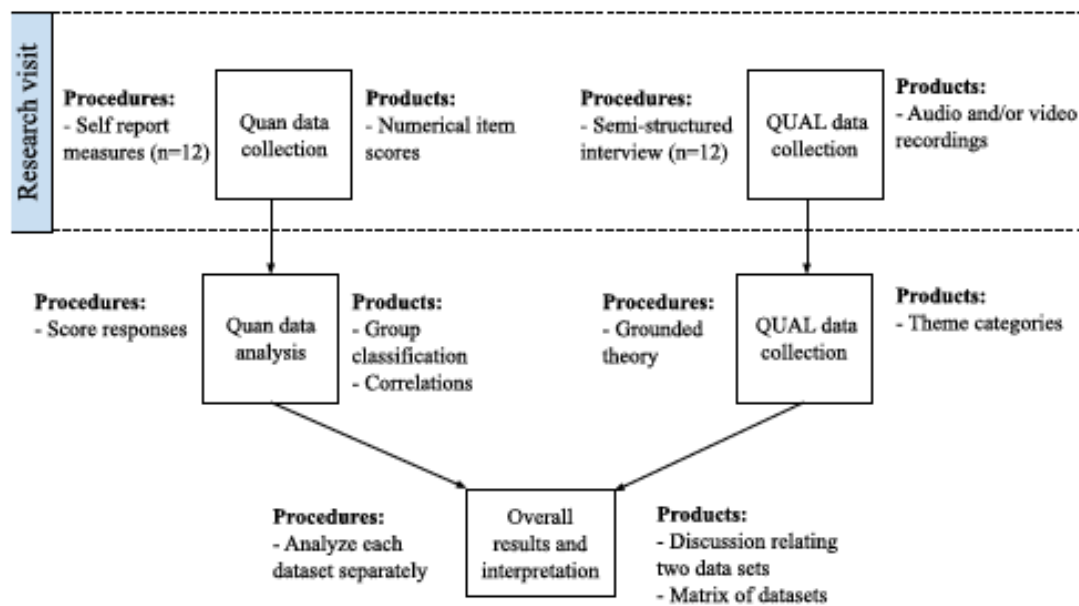 Research visit
Procedures:
- Self report
measures (n=12)
Quan data
collection
Products:
- Numerical item
scores
Procedures:
- Semi-structured
interview (n=12)
QUAL data
collection
Products:
- Audio and/or video
recordings
Procedures:
- Score responses
Quan data
analysis
Products:
- Group
classification
- Correlations
Procedures:
- Grounded
theory
QUAL data
collection
Products:
- Theme categories
Procedures:
- Analyze each
dataset separately
Overall
results and
interpretation
Products:
- Discussion relating
two data sets
- Matrix of datasets